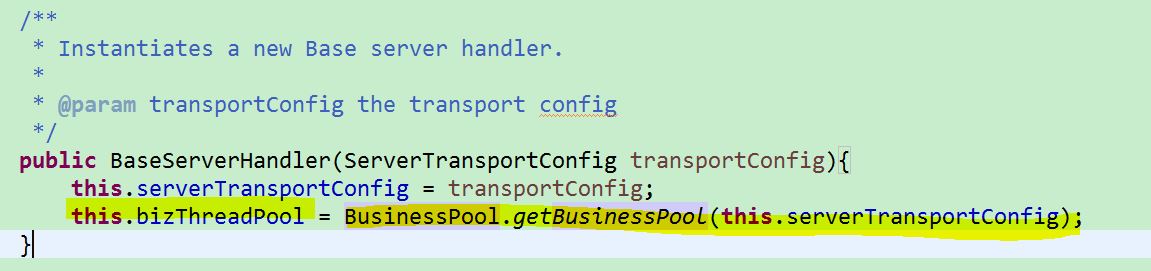 /**
 * Instantiates a new Base server handler.
 *
 * @param transportConfig the transport config
 */
public BaseServerHandler(ServerTransportConfig transportConfig){
    this.serverTransportConfig = transportConfig;
    this.bizThreadPool = BusinessPool.getBusinessPool(this.serverTransportConfig);
}